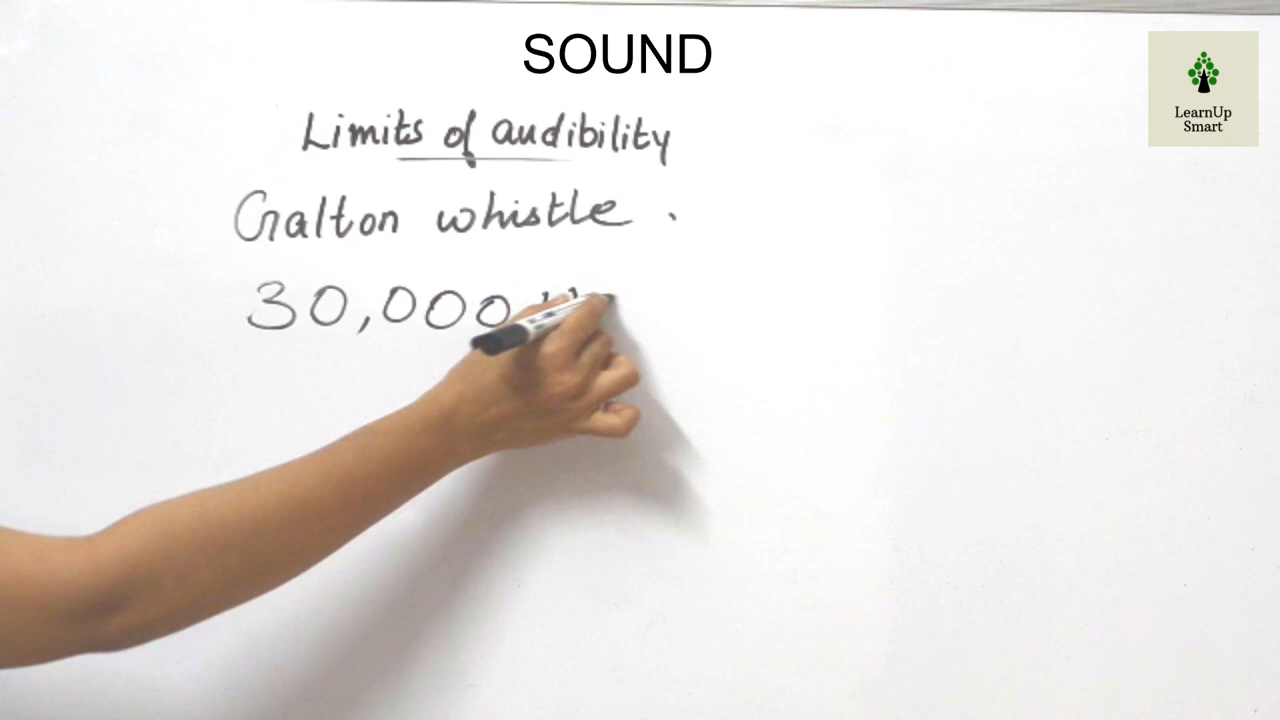 SOUND
LearnUp
Smart
Limits of audibility
Galton whistle .
30,000